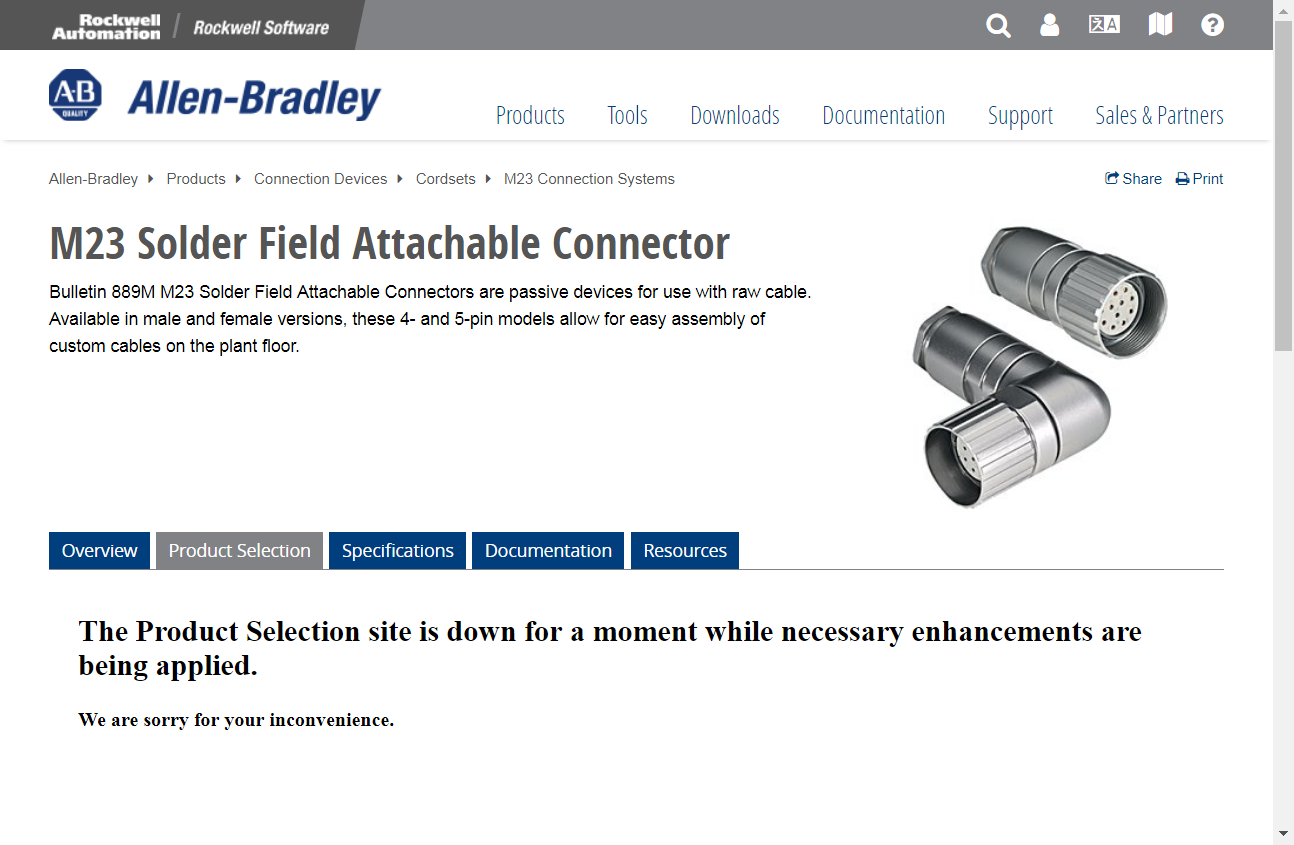 Rockwell Automation
Rockwell Software
A
A-B
QUALITY
Allen-Bradley
Products
Tools
Downloads
Documentation
Support
Sales & Partners
Allen-Bradley
Products
Connection Devices
Cordsets
M23 Connection Systems
Share
Print
M23 Solder Field Attachable Connector
Bulletin 889M M23 Solder Field Attachable Connectors are passive devices for use with raw cable.
Available in male and female versions, these 4- and 5-pin models allow for easy assembly of
custom cables on the plant floor.
Overview
Product Selection
Specifications
Documentation
Resources
The Product Selection site is down for a moment while necessary enhancements are
being applied.
We are sorry for your inconvenience.